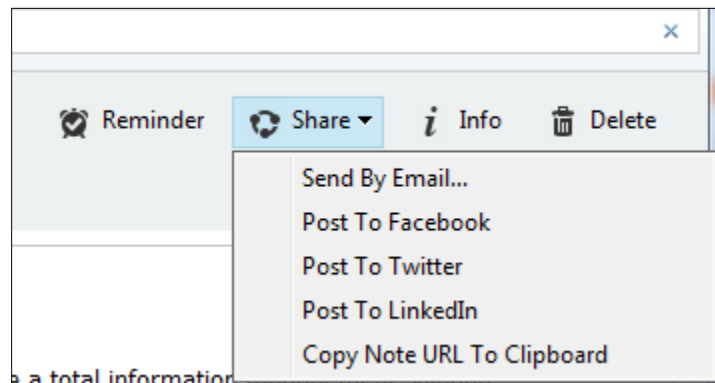 Reminder Share Info Delete
Send By Email...
Post To Facebook
Post To Twitter
Post To LinkedIn
Copy Note URL To Clipboard
a total information